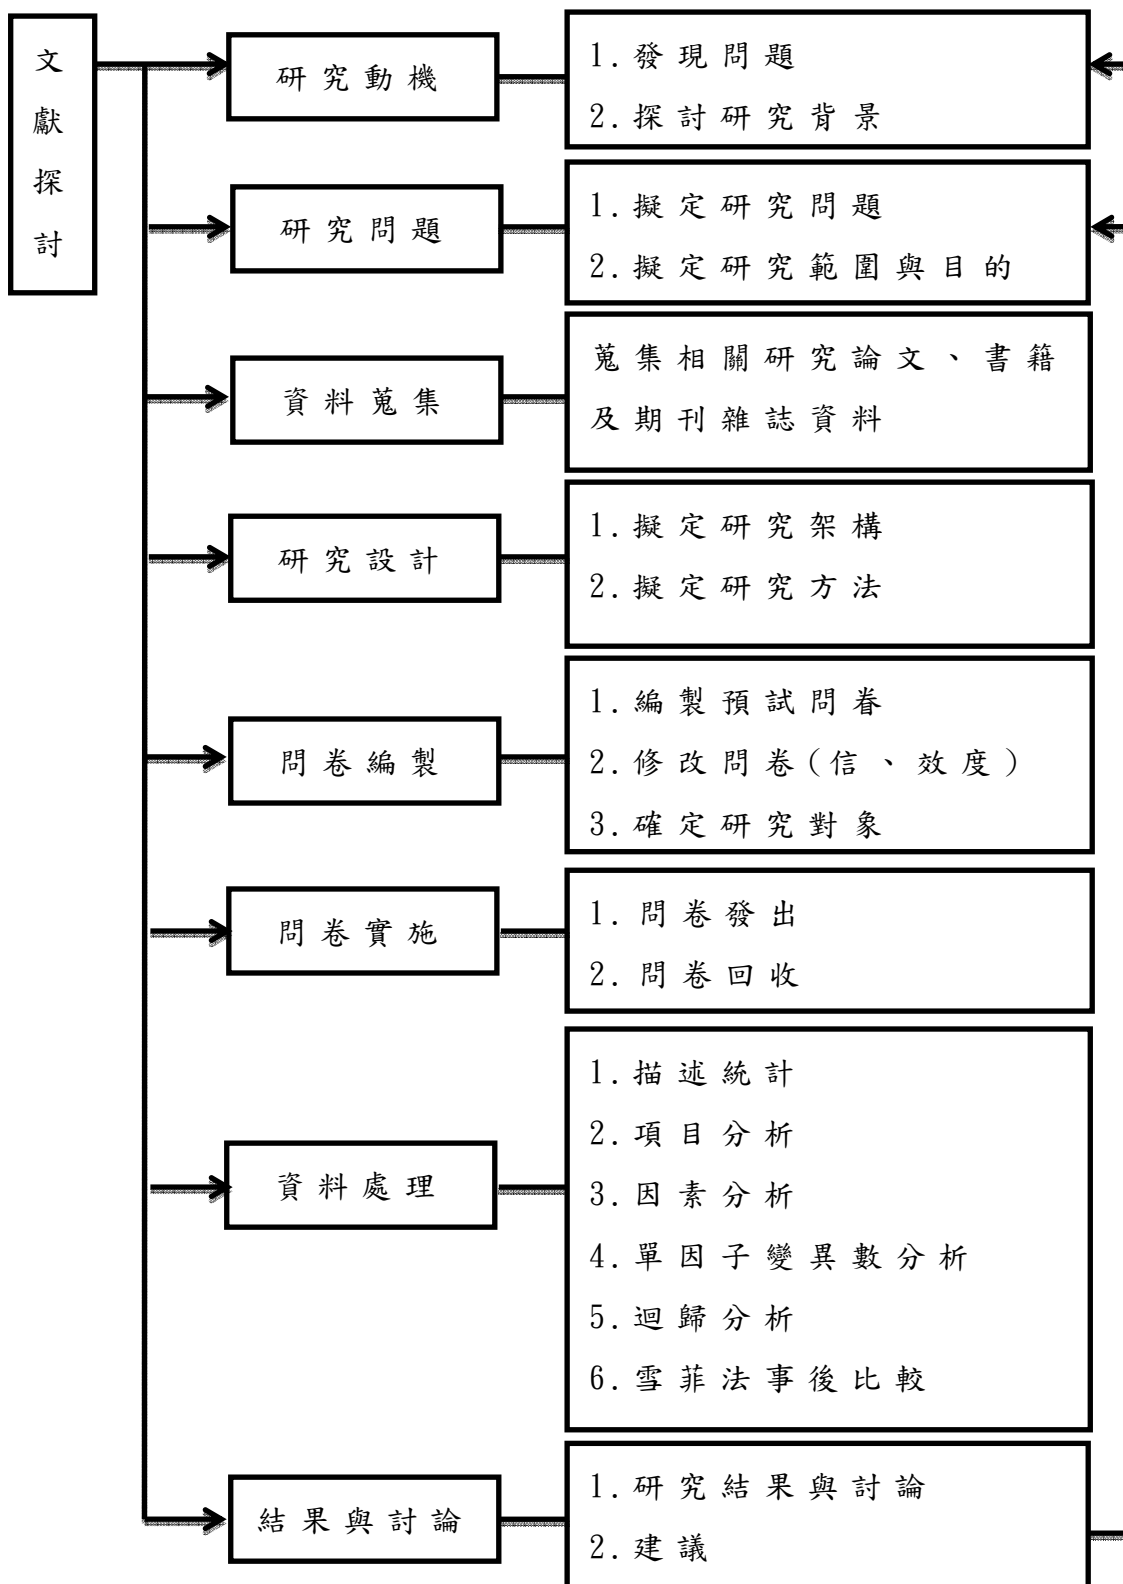 文獻探討
研究動機
1.發現問題
2.探討研究背景
研究問題
1.擬定研究問題
2.擬定研究範圍與目的
資料蒐集
蒐集相關研究論文、書籍
及期刊雜誌資料
研究設計
1.擬定研究架構
2.擬定研究方法
問卷編製
1.編製預試問眷
2.修改問卷(信、效度)
3.確定研究對象
問卷實施
1.問卷發出
2.問卷回收
資料處理
1.描述統計
2.項目分析
3.因素分析
4.單因子變異數分析
5.迴歸分析
6.雪菲法事後比較
結果與討論
1.研究結果與討論
2.建議